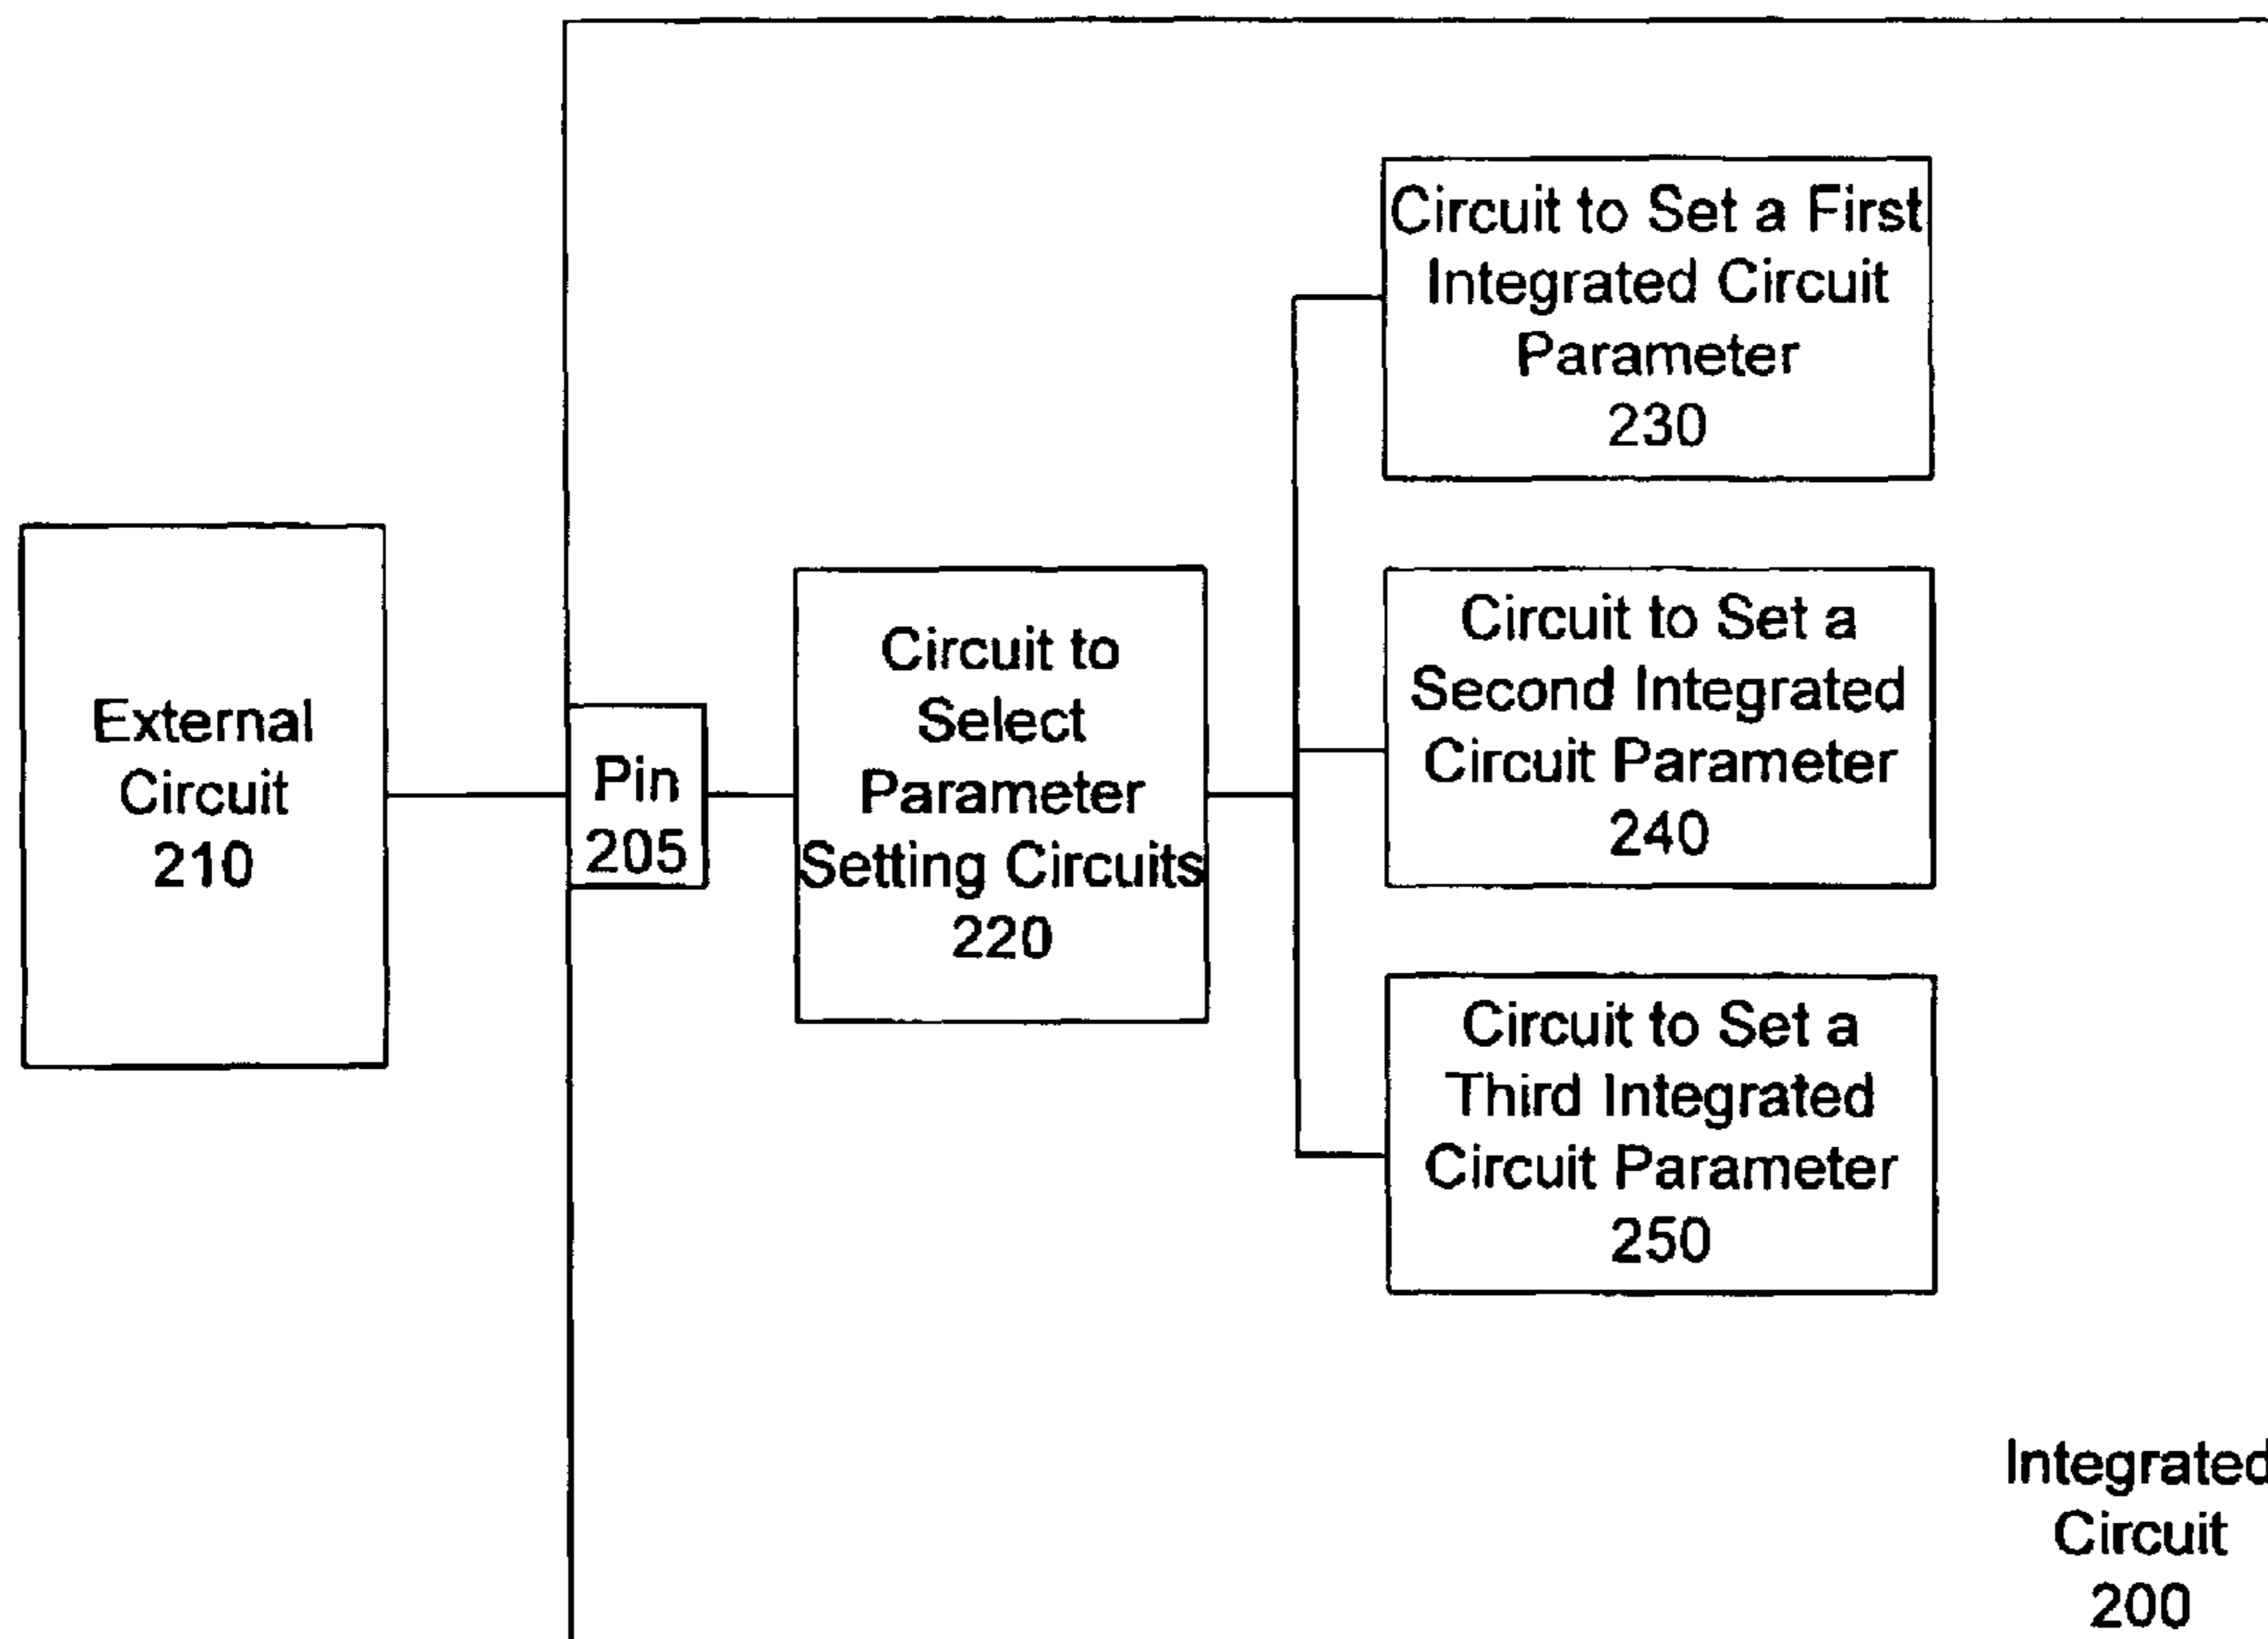 External
Circuit
210
Pin
205
Circuit to
Select
Parameter
Setting Circuits
220
Circuit to Set a First
Integrated Circuit
Parameter
230
Circuit to Set a
Second Integrated
Circuit Parameter
240
Circuit to Set a
Third Integrated
Circuit Parameter
250
Integrated
Circuit
200